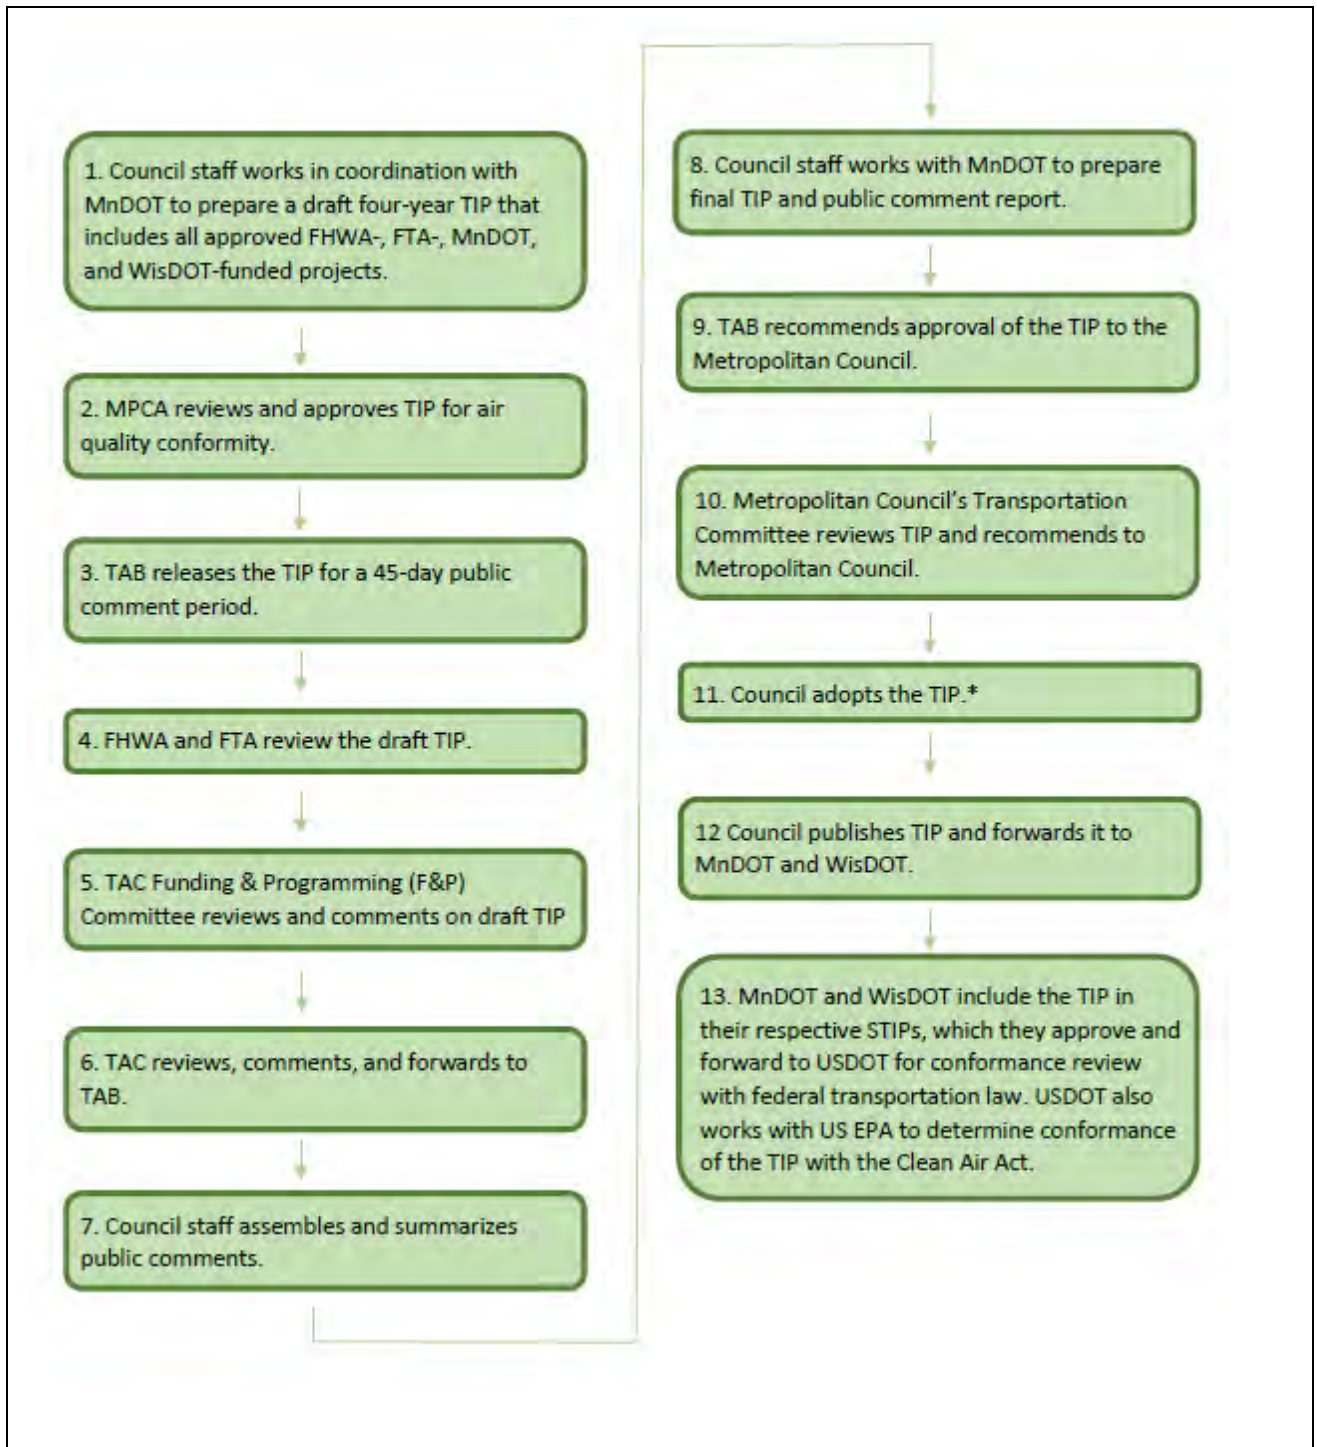 1. Council staff works in coordination with
MnDOT to prepare a draft four-year TIP that
includes all approved FHWA-, FTA-, MnDOT,
and WisDOT-funded projects.
2. MPCA reviews and approves TIP for air
quality conformity.
3. TAB releases the TIP for a 45-day public
comment period.
4. FHWA and FTA review the draft TIP.
5. TAC Funding & Programming (F&P)
Committee reviews and comments on draft TIP
6. TAC reviews, comments, and forwards to
TAB.
7. Council staff assembles and summarizes
public comments.
8. Council staff works with MnDOT to prepare
final TIP and public comment report.
9. TAB recommends approval of the TIP to the
Metropolitan Council.
10. Metropolitan Council's Transportation
Committee reviews TIP and recommends to
Metropolitan Council.
11. Council adopts the TIP.*
12 Council publishes TIP and forwards it to
MnDOT and WisDOT.
13. MnDOT and WisDOT include the TIP in
their respective STIPs, which they approve and
forward to USDOT for conformance review
with federal transportation law. USDOT also
works with US EPA to determine conformance
of the TIP with the Clean Air Act.